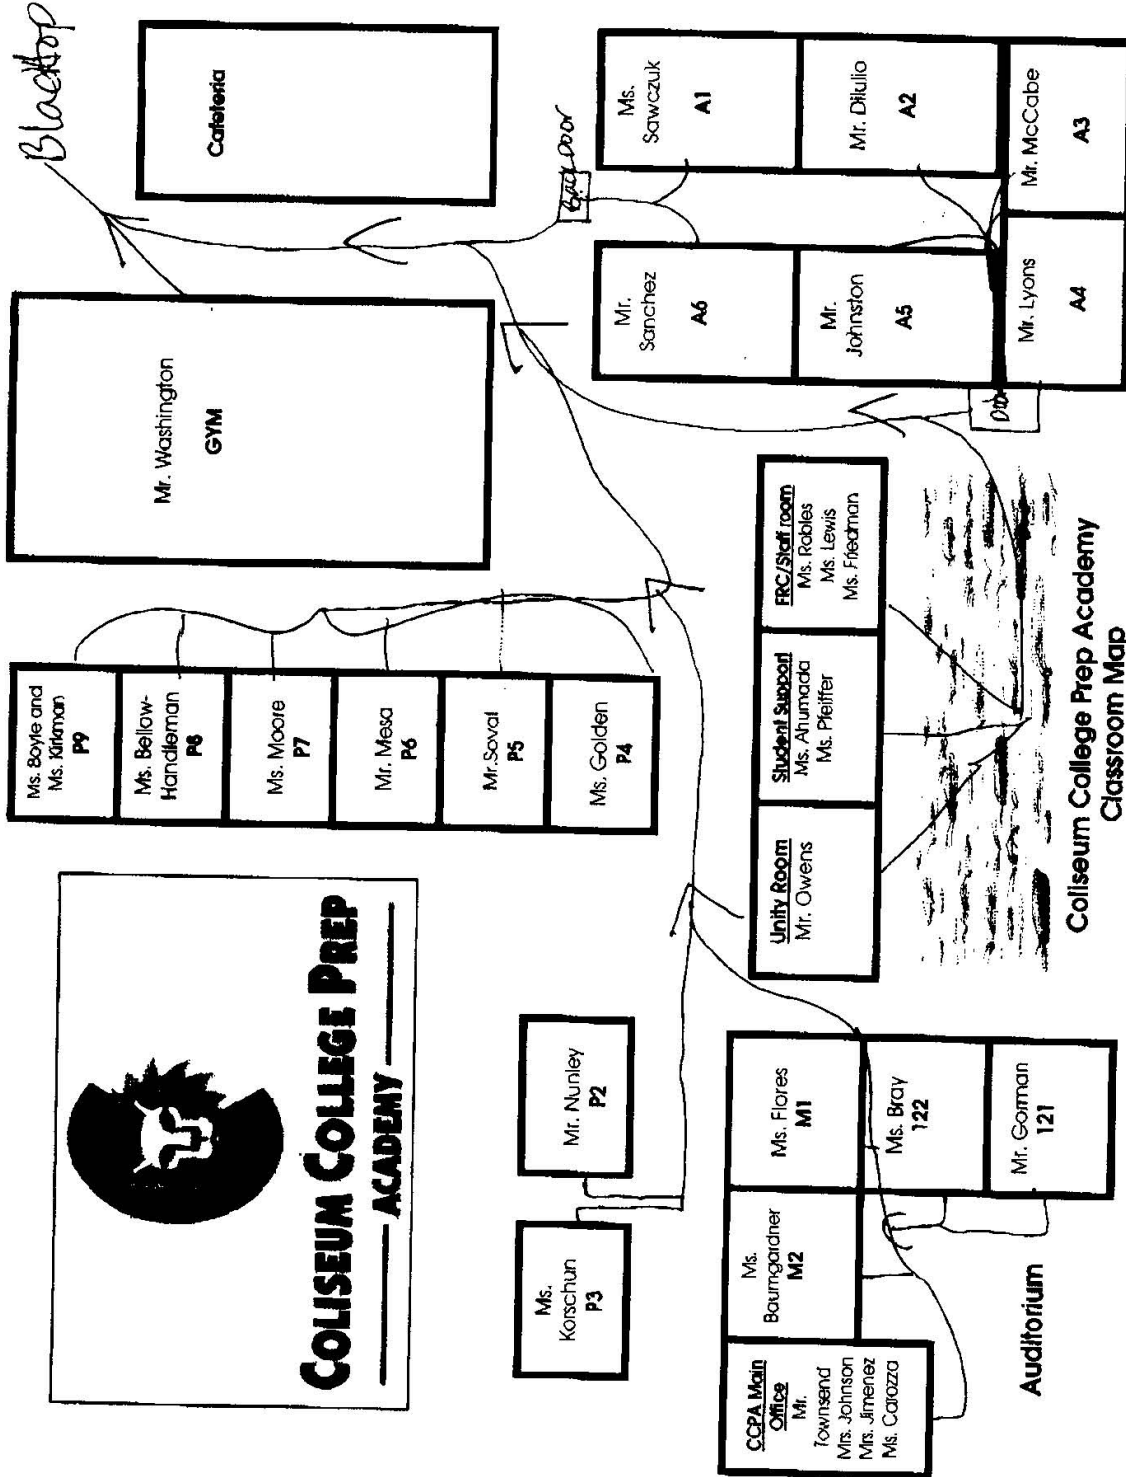 COLISEUM COLLEGE PREP
ACADEMY
Ms. Boyle and
Ms. Kirkman
P9
Ms. Bellow-
Handleman
P8
Ms. Moore
P7
Mr. Mesa
P6
Mr. Soval
P5
Ms. Golden
P4
Mr. Washington
GYM
Cafeteria
Blacktop
Ms.
Korschun
P3
Mr. Nunley
P2
CCPA Main
Office
Mr.
Townsend
Mrs. Johnson
Mrs. Jimenez
Ms. Carozza
Ms.
Baumgardner
M2
Ms. Flores
M1
Ms. Bray
122
Mr. Gorman
121
Auditorium
Unity Room
Mr. Owens
Student Support
Ms. Ahumada
Ms. Pfeiffer
FRC/Staff room
Ms. Robles
Ms. Lewis
Ms. Friedman
Mr.
Sanchez
A6
Mr.
Johnston
A5
Mr. Lyons
A4
Ms.
Sawczuk
A1
Mr. DiIulio
A2
Mr. McCabe
A3
Back Door
Coliseum College Prep Academy
Classroom Map